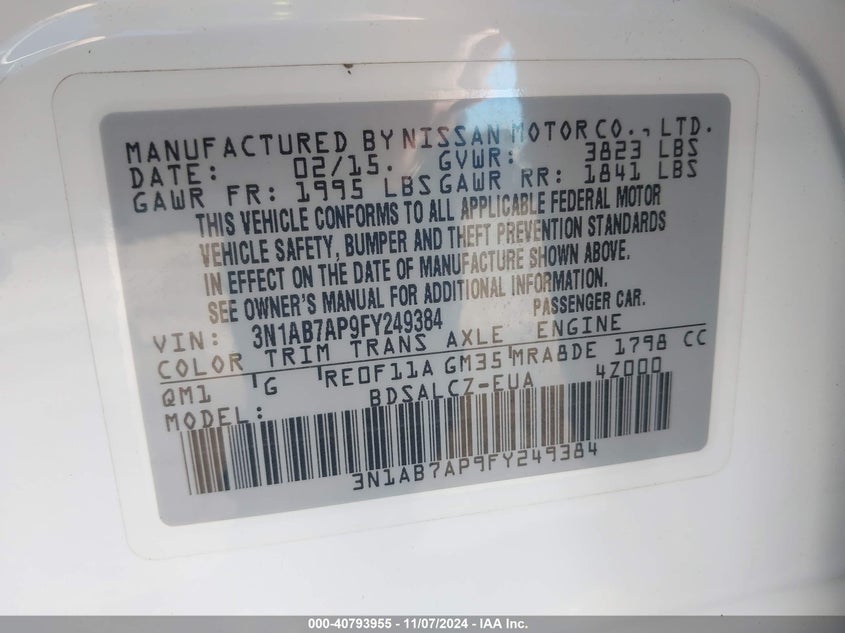 MANUFACTURED BY NISSAN MOTOR CO., LTD.
DATE: 02/15. GVWR: 3823 LBS
GAWR FR: 1995 LBS GAWR RR: 1841 LBS
THIS VEHICLE CONFORMS TO ALL APPLICABLE FEDERAL MOTOR
VEHICLE SAFETY, BUMPER AND THEFT PREVENTION STANDARDS
IN EFFECT ON THE DATE OF MANUFACTURE SHOWN ABOVE.
SEE OWNER'S MANUAL FOR ADDITIONAL INFORMATION.
PASSENGER CAR.
VIN: 3N1AB7AP9FY249384
COLOR TRIM TRANS AXLE ENGINE
QM1 G RE0F11A GM35 MRA8DE 1798 CC
MODEL: BDSALCZ-EUA 4Z000
3N1AB7AP9FY249384
000-40793955 - 11/07/2024 - IAA Inc.